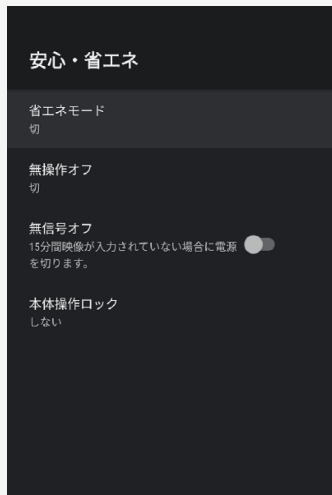 安心・省エネ
省エネモード
切
無操作オフ
切
無信号オフ
15分間映像が入力されていない場合に電源
を切ります。
本体操作ロック
しない